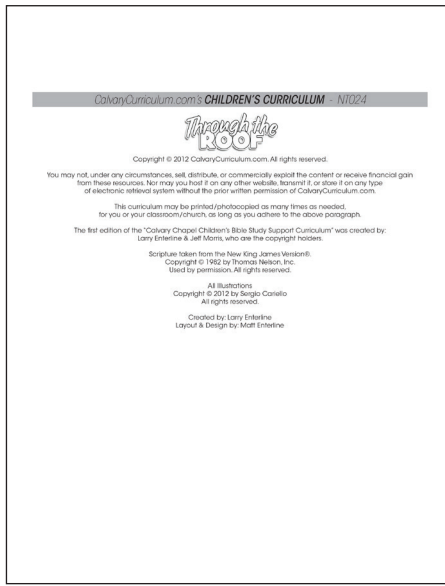 CalvaryCurriculum.com's CHILDREN'S CURRICULUM - NT024
Through the
ROOF
Copyright © 2012 CalvaryCurriculum.com. All rights reserved.
You may not, under any circumstances, sell, distribute, or commercially exploit the content or receive financial gain
from these resources. Nor may you host it on any other website, transmit it, or store it on any type
of electronic retrieval system without the prior written permission of CalvaryCurriculum.com.
This curriculum may be printed/photocopied as many times as needed,
for you or your classroom/church, as long as you adhere to the above paragraph.
The first edition of the "Calvary Chapel Children's Bible Study Support Curriculum" was created by:
Larry Enterline & Jeff Morris, who are the copyright holders.
Scripture taken from the New King James Version®.
Copyright © 1982 by Thomas Nelson, Inc.
Used by permission. All rights reserved.
All Illustrations
Copyright © 2012 by Sergio Cariello
All rights reserved.
Created by: Larry Enterline
Layout & Design by: Matt Enterline